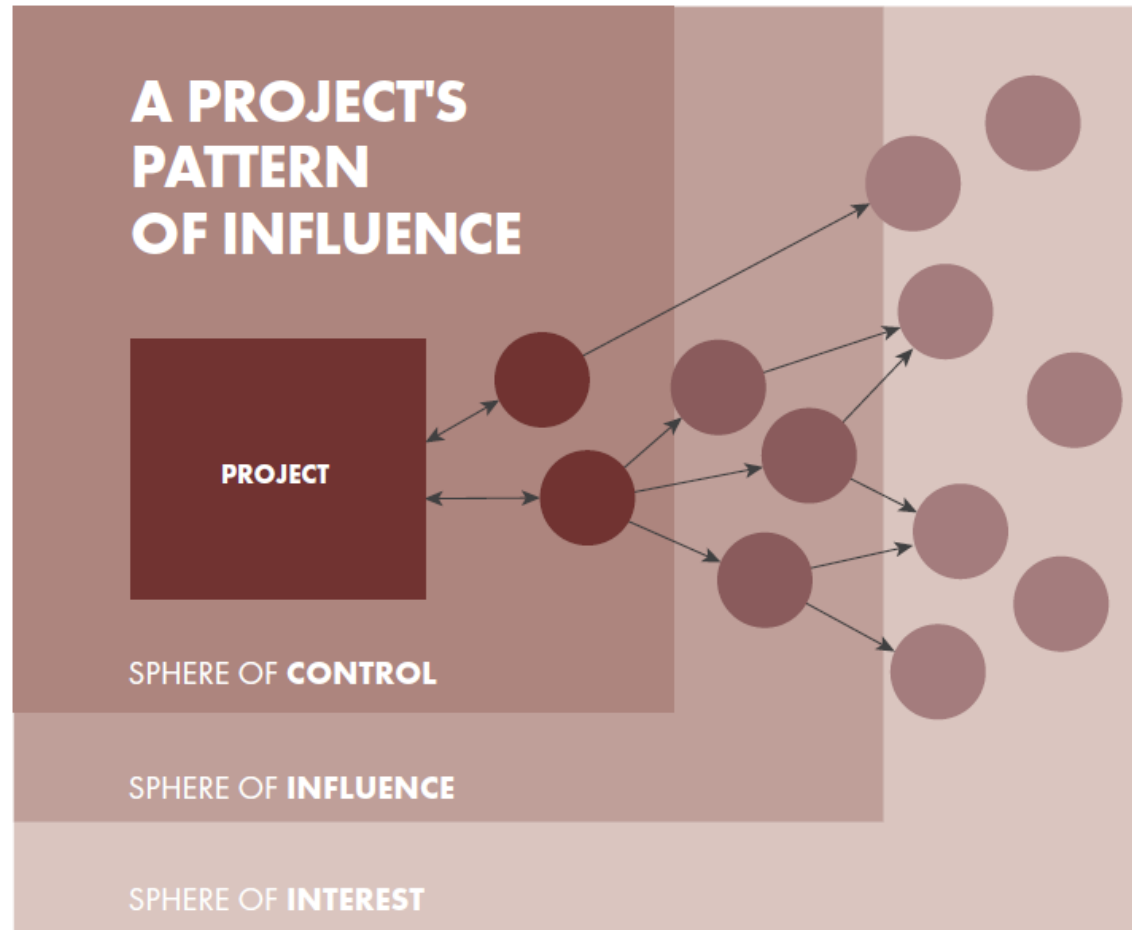 A PROJECT'S
PATTERN
OF INFLUENCE
PROJECT
SPHERE OF CONTROL
SPHERE OF INFLUENCE
SPHERE OF INTEREST